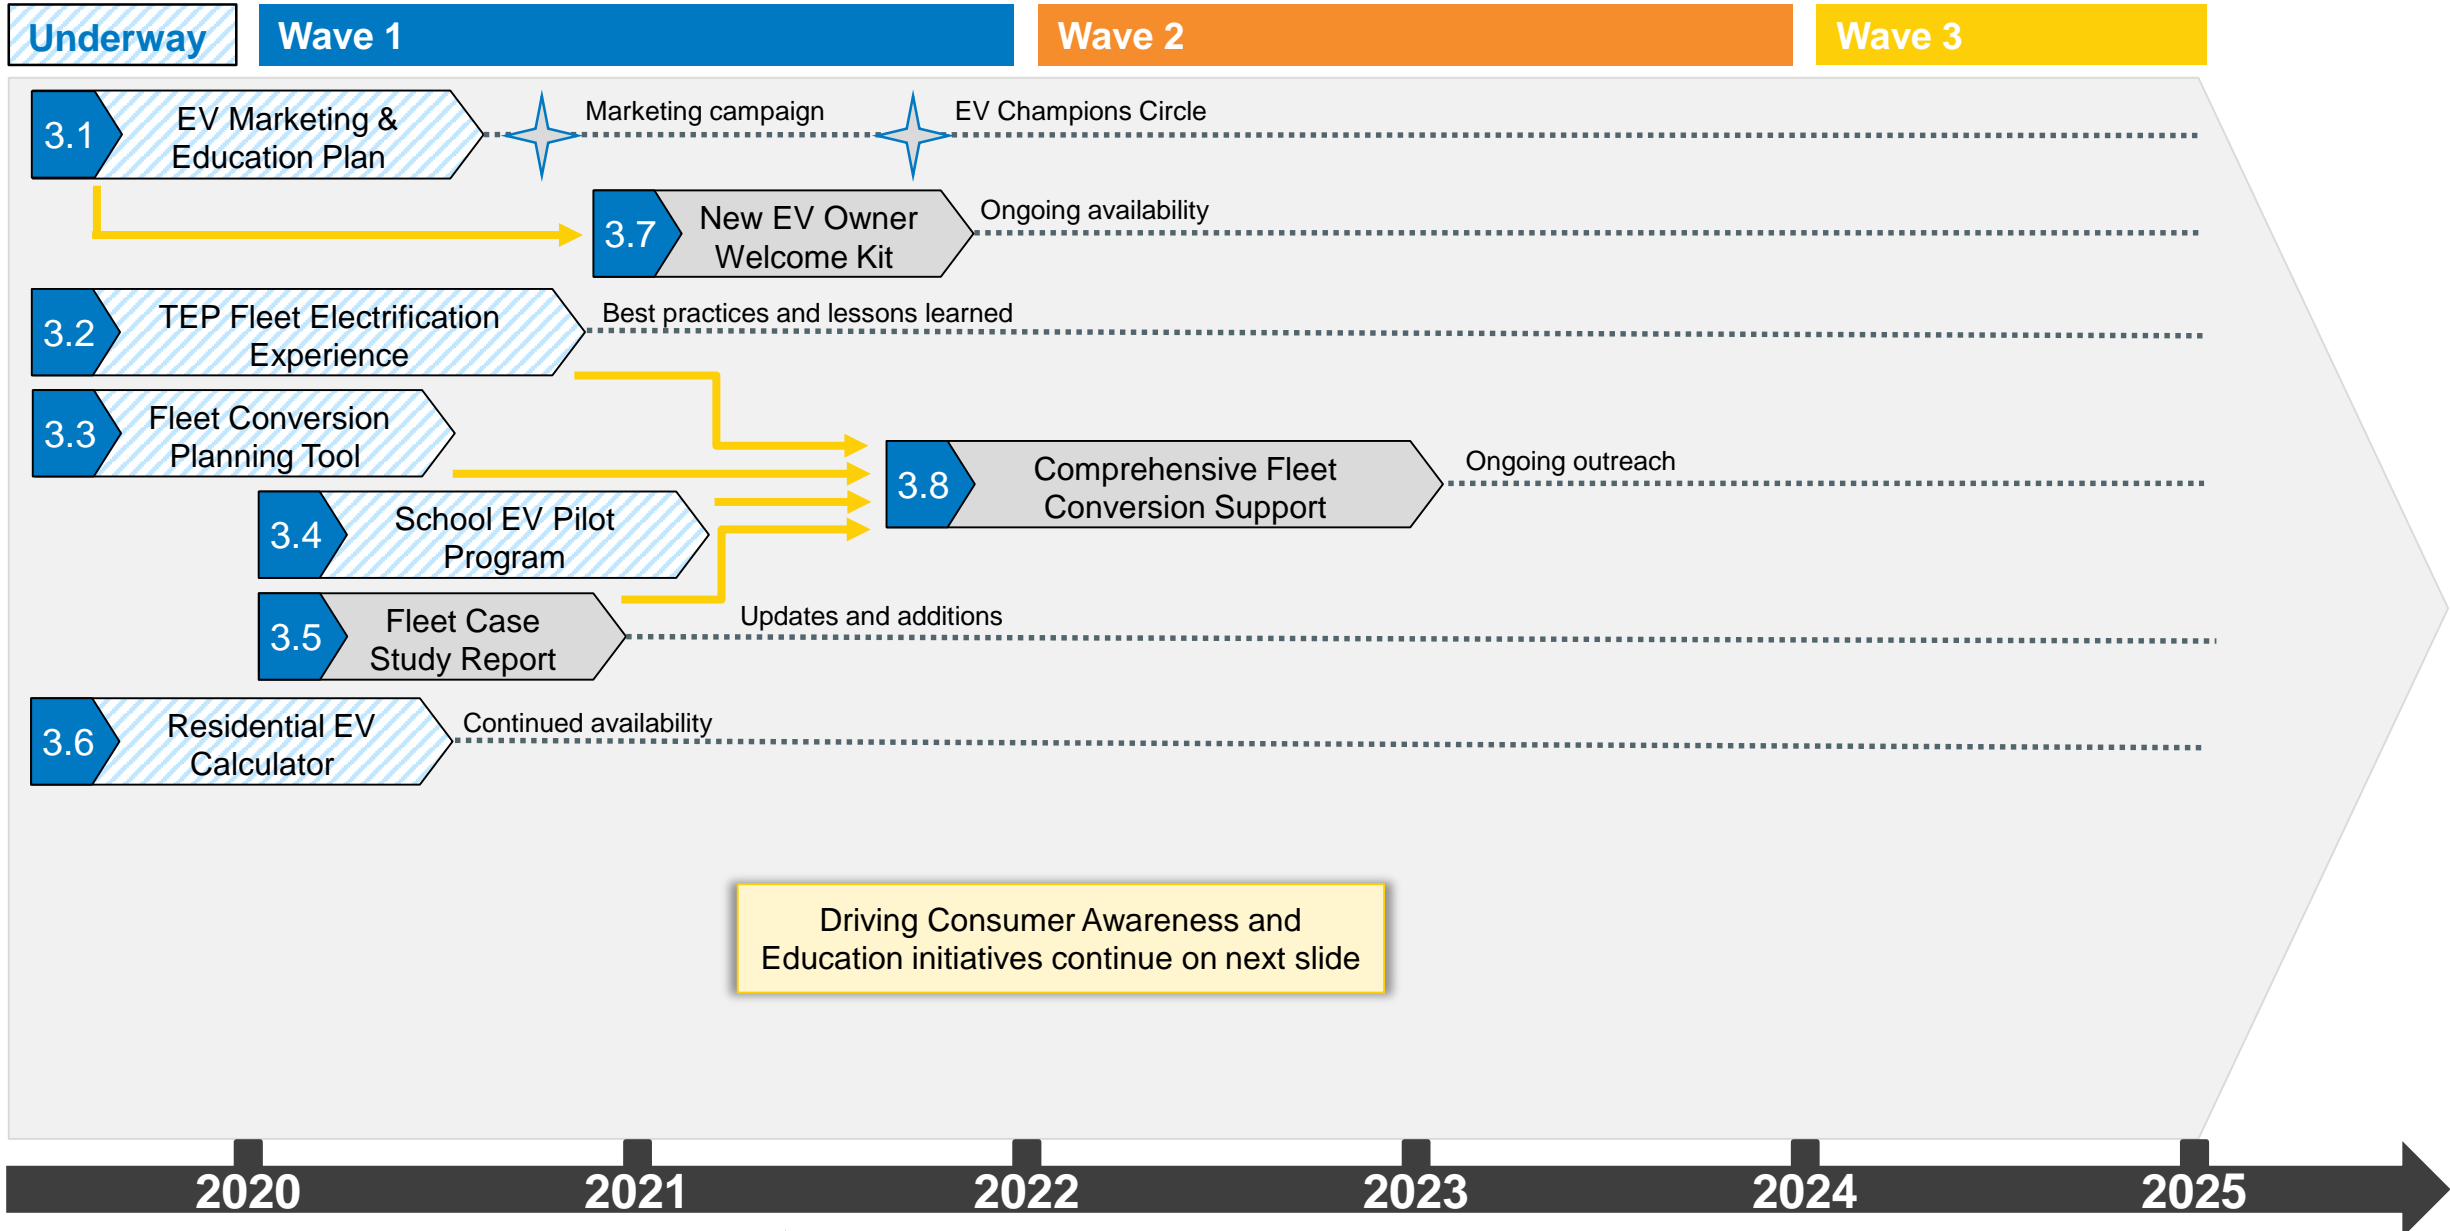 Underway
Wave 1
Wave 2
Wave 3
3.1
EV Marketing &
Education Plan
Marketing campaign
EV Champions Circle
3.7
New EV Owner
Welcome Kit
Ongoing availability
3.2
TEP Fleet Electrification
Experience
Best practices and lessons learned
3.3
Fleet Conversion
Planning Tool
3.8
Comprehensive Fleet
Conversion Support
Ongoing outreach
3.4
School EV Pilot
Program
3.5
Fleet Case
Study Report
Updates and additions
3.6
Residential EV
Calculator
Continued availability
Driving Consumer Awareness and
Education initiatives continue on next slide
2020
2021
2022
2023
2024
2025